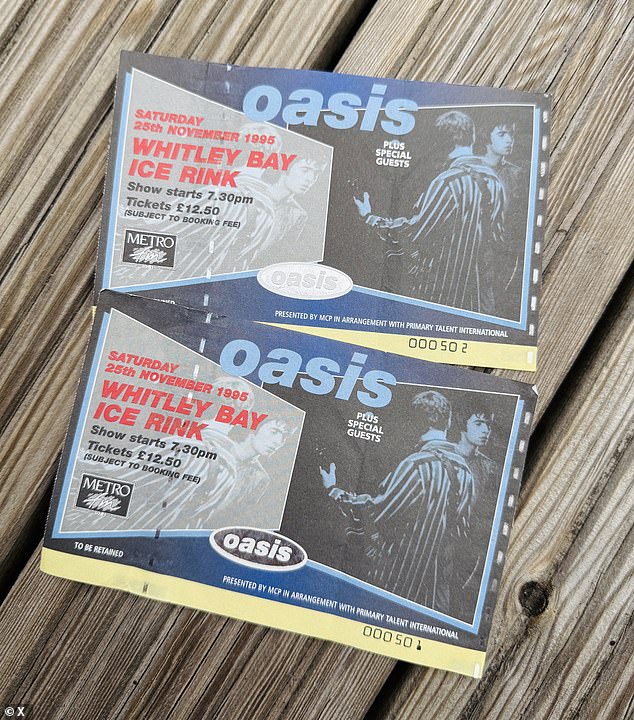 oasis
SATURDAY
25th NOVEMBER 1995
WHITLEY BAY
ICE RINK
Show starts 7.30pm
Tickets £12.50
(SUBJECT TO BOOKING FEE)
METRO
PLUS
SPECIAL
GUESTS
oasis
PRESENTED BY MCP IN ARRANGEMENT WITH PRIMARY TALENT INTERNATIONAL
000502
oasis
SATURDAY
25th NOVEMBER 1995
WHITLEY BAY
ICE RINK
Show starts 7.30pm
Tickets £12.50
(SUBJECT TO BOOKING FEE)
METRO
PLUS
SPECIAL
GUESTS
TO BE RETAINED
oasis
PRESENTED BY MCP IN ARRANGEMENT WITH PRIMARY TALENT INTERNATIONAL
000501
© X